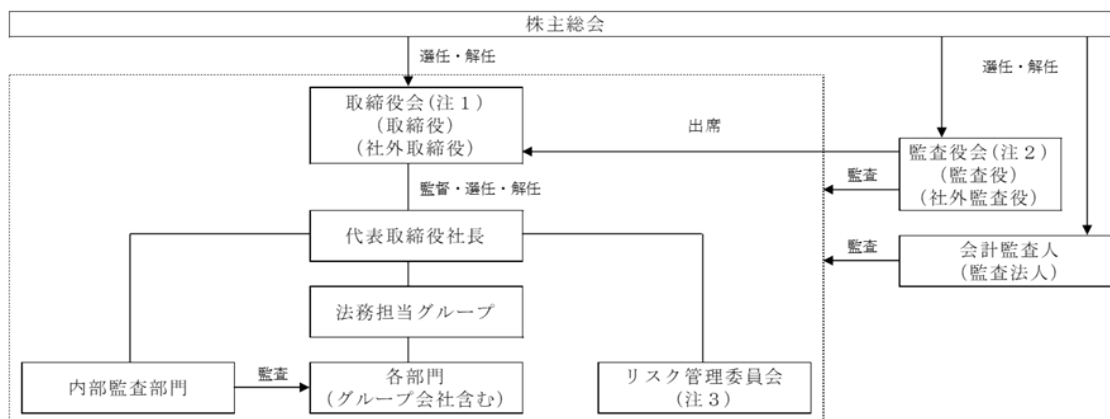 株主総会
選任・解任
選任・解任
取締役会(注1)
(取締役)
(社外取締役)
出席
監査役会(注2)
(監査役)
(社外監査役)
監査
監督・選任・解任
代表取締役社長
監査
会計監査人
(監査法人)
法務担当グループ
内部監査部門
監査
各部門
(グループ会社含む)
リスク管理委員会
(注3)